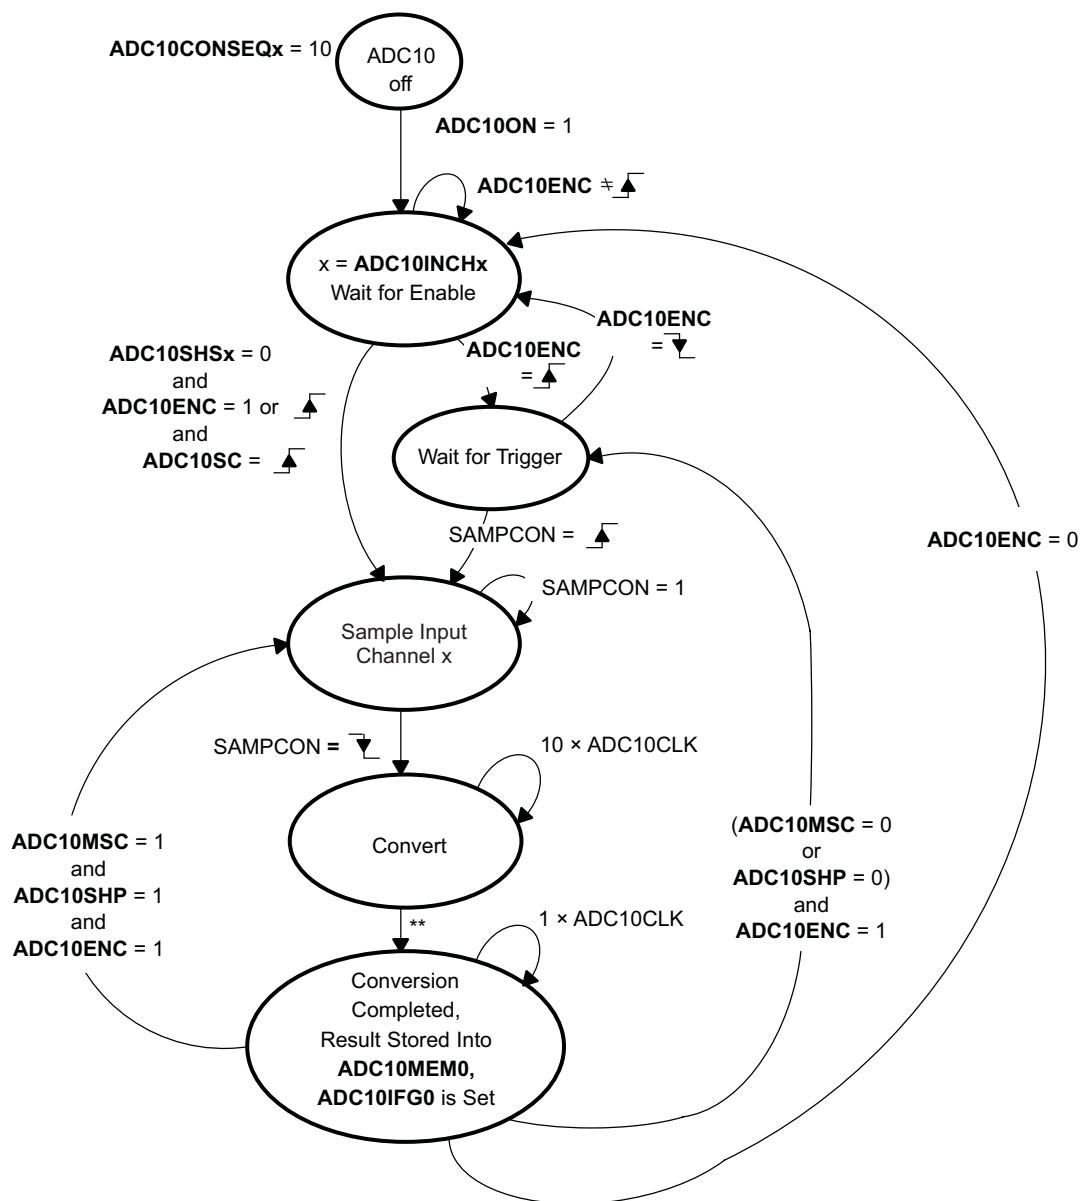 ADC10CONSEQx = 10
ADC10
off
ADC10ON = 1
ADC10ENC ≠
x = ADC10INCHx
Wait for Enable
ADC10ENC
=
ADC10ENC
=
ADC10SHSx = 0
and
ADC10ENC = 1 or
and
ADC10SC =
Wait for Trigger
SAMPCON =
ADC10ENC = 0
SAMPCON = 1
Sample Input
Channel x
SAMPCON =
10 × ADC10CLK
Convert
ADC10MSC = 1
and
ADC10SHP = 1
and
ADC10ENC = 1
(ADC10MSC = 0
or
ADC10SHP = 0)
and
ADC10ENC = 1
**
1 × ADC10CLK
Conversion
Completed,
Result Stored Into
ADC10MEM0,
ADC10IFG0 is Set